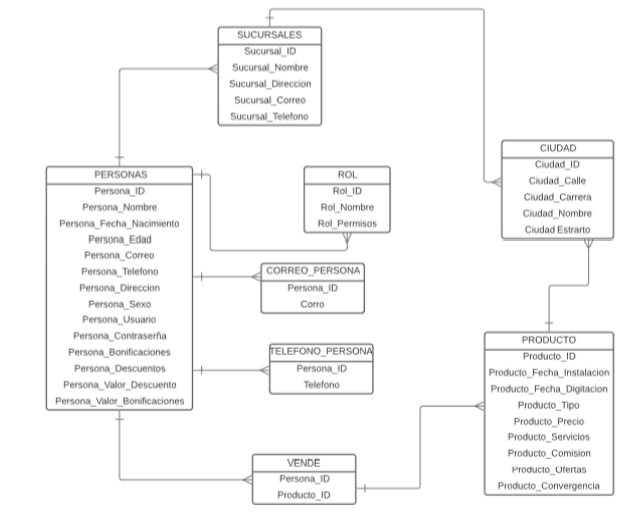 SUCURSALES
Sucursal_ID
Sucursal_Nombre
Sucursal_Direccion
Sucursal_Correo
Sucursal_Telefono
CIUDAD
Ciudad_ID
Ciudad_Calle
Ciudad_Carrera
Ciudad_Nombre
Ciudad Estrarto
PERSONAS
Persona_ID
Persona_Nombre
Persona_Fecha_Nacimiento
Persona_Edad
Persona_Correo
Persona_Telefono
Persona_Direccion
Persona_Sexo
Persona_Usuario
Persona_Contraserña
Persona_Bonificaciones
Persona_Descuentos
Persona_Valor_Descuento
Persona_Valor_Bonificaciones
ROL
Rol_ID
Rol_Nombre
Rol_Permisos
CORREO_PERSONA
Persona_ID
Corro
TELEFONO_PERSONA
Persona_ID
Telefono
PRODUCTO
Producto_ID
Producto_Fecha_Instalacion
Producto_Fecha_Digitacion
Producto_Tipo
Producto_Precio
Producto_Servicios
Producto_Comision
Producto_Ofertas
Producto_Convergencia
VENDE
Persona_ID
Producto_ID